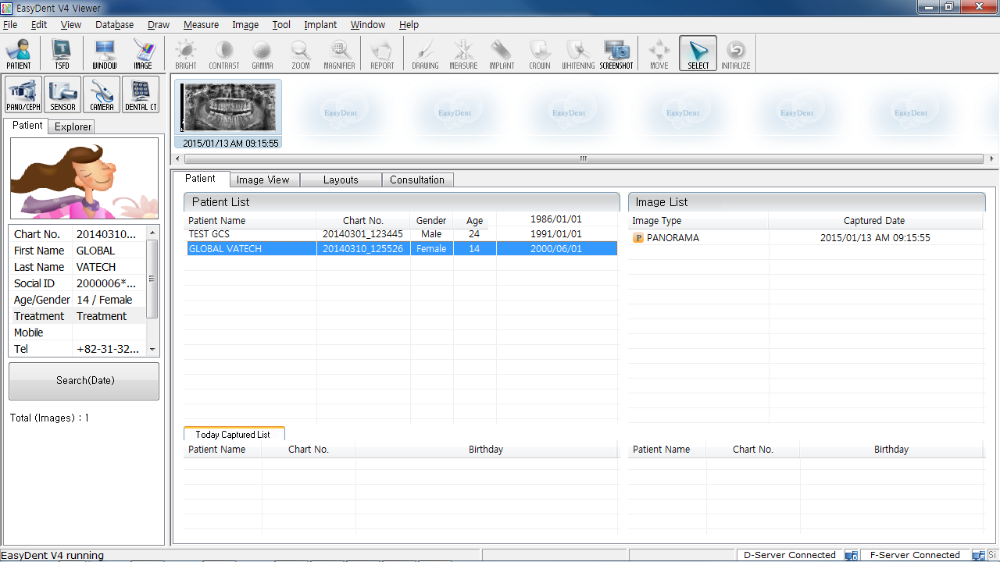 EasyDent V4 Viewer
File Edit View Database Draw Measure Image Tool Implant Window Help
PATIENT TSFD WINDOW IMAGE BRIGHT CONTRAST GAMMA ZOOM MAGNIFIER REPORT DRAWING MEASURE IMPLANT CROWN WHITENING SCREENSHOT MOVE SELECT INITIALIZE
PANO/CEPH SENSOR CAMERA DENTAL CT
EasyDent EasyDent EasyDent EasyDent EasyDent EasyDent
2015/01/13 AM 09:15:55
Patient Explorer
Chart No. 20140310...
First Name GLOBAL
Last Name VATECH
Social ID 2000006*...
Age/Gender 14 / Female
Treatment Treatment
Mobile
Tel +82-31-32...
Search(Date)
Total (Images) : 1
Patient Image View Layouts Consultation
Patient List
Patient Name Chart No. Gender Age 1986/01/01
TEST GCS 20140301_123445 Male 24 1991/01/01
GLOBAL VATECH 20140310_125526 Female 14 2000/06/01
Image List
Image Type Captured Date
P PANORAMA 2015/01/13 AM 09:15:55
Today Captured List
Patient Name Chart No. Birthday
Patient Name Chart No. Birthday
EasyDent V4 running
D-Server Connected F-Server Connected Si